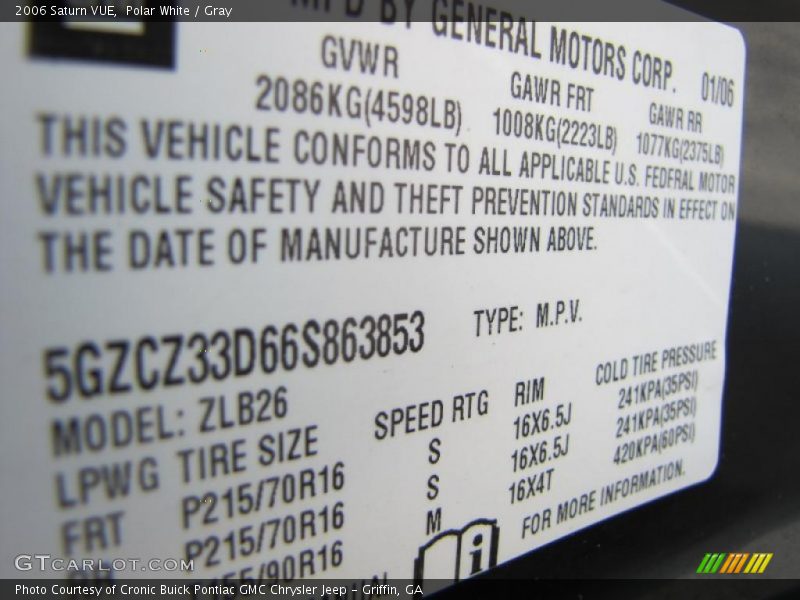 2006 Saturn VUE, Polar White / Gray
MFD BY GENERAL MOTORS CORP. 01/06
GVWR GAWR FRT GAWR RR
2086KG(4598LB) 1008KG(2223LB) 1077KG(2375LB)
THIS VEHICLE CONFORMS TO ALL APPLICABLE U.S. FEDERAL MOTOR
VEHICLE SAFETY AND THEFT PREVENTION STANDARDS IN EFFECT ON
THE DATE OF MANUFACTURE SHOWN ABOVE.
5GZCZ33D66S863853 TYPE: M.P.V.
MODEL: ZLB26
LPWG TIRE SIZE SPEED RTG RIM COLD TIRE PRESSURE
FRT P215/70R16 S 16X6.5J 241KPA(35PSI)
P215/70R16 S 16X6.5J 241KPA(35PSI)
/90R16 M 16X4T 420KPA(60PSI)
FOR MORE INFORMATION.
GTCARLOT.COM
Photo Courtesy of Cronic Buick Pontiac GMC Chrysler Jeep - Griffin, GA